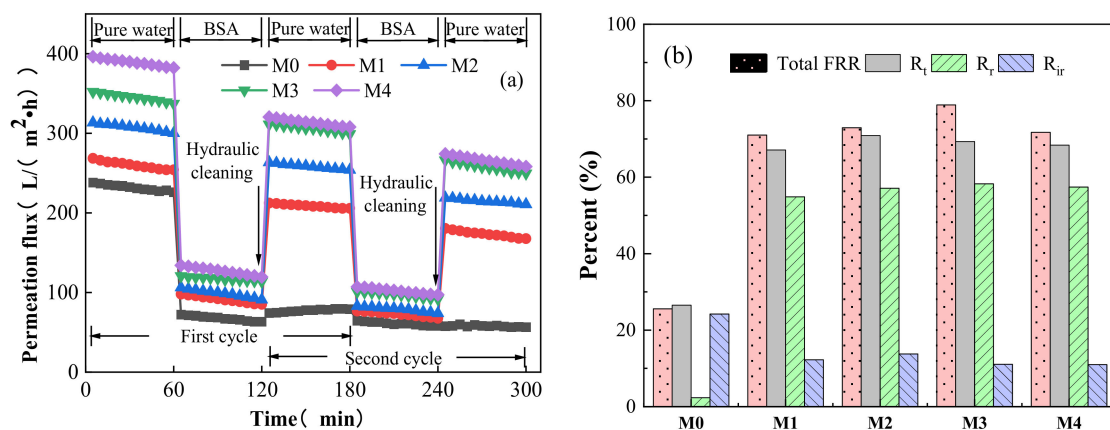 Pure water BSA Pure water BSA Pure water
M0 M1 M2
M3 M4
(a)
Hydraulic
cleaning
Hydraulic
cleaning
First cycle
Second cycle
400
300
200
100
0
0 60 120 180 240 300
Permeation flux( L/( m²•h)
Time( min)
(b)
Total FRR Rt Rr Rir
100
80
60
40
20
0
Percent (%)
M0 M1 M2 M3 M4